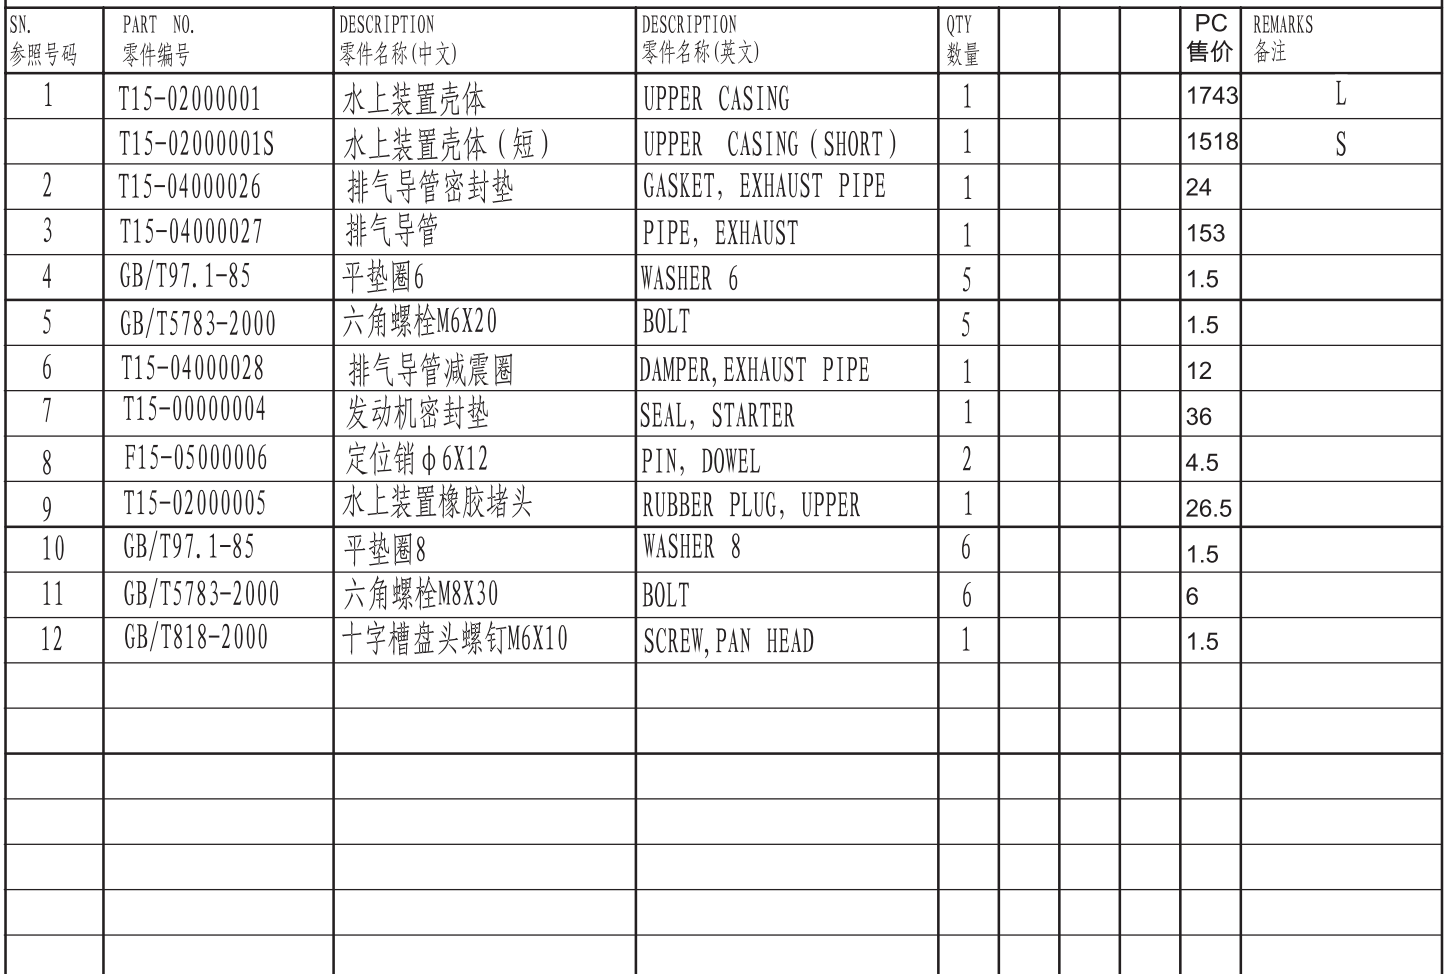 SN. PART NO. DESCRIPTION DESCRIPTION QTY PC REMARKS
参照号码 零件编号 零件名称(中文) 零件名称(英文) 数量 售价 备注
1 T15-02000001 水上装置壳体 UPPER CASING 1 1743 L
T15-02000001S 水上装置壳体(短) UPPER CASING(SHORT) 1 1518 S
2 T15-04000026 排气导管密封垫 GASKET, EXHAUST PIPE 1 24
3 T15-04000027 排气导管 PIPE, EXHAUST 1 153
4 GB/T97.1-85 平垫圈6 WASHER 6 5 1.5
5 GB/T5783-2000 六角螺栓M6X20 BOLT 5 1.5
6 T15-04000028 排气导管减震圈 DAMPER,EXHAUST PIPE 1 12
7 T15-00000004 发动机密封垫 SEAL, STARTER 1 36
8 F15-05000006 定位销φ6X12 PIN, DOWEL 2 4.5
9 T15-02000005 水上装置橡胶堵头 RUBBER PLUG, UPPER 1 26.5
10 GB/T97.1-85 平垫圈8 WASHER 8 6 1.5
11 GB/T5783-2000 六角螺栓M8X30 BOLT 6 6
12 GB/T818-2000 十字槽盘头螺钉M6X10 SCREW,PAN HEAD 1 1.5